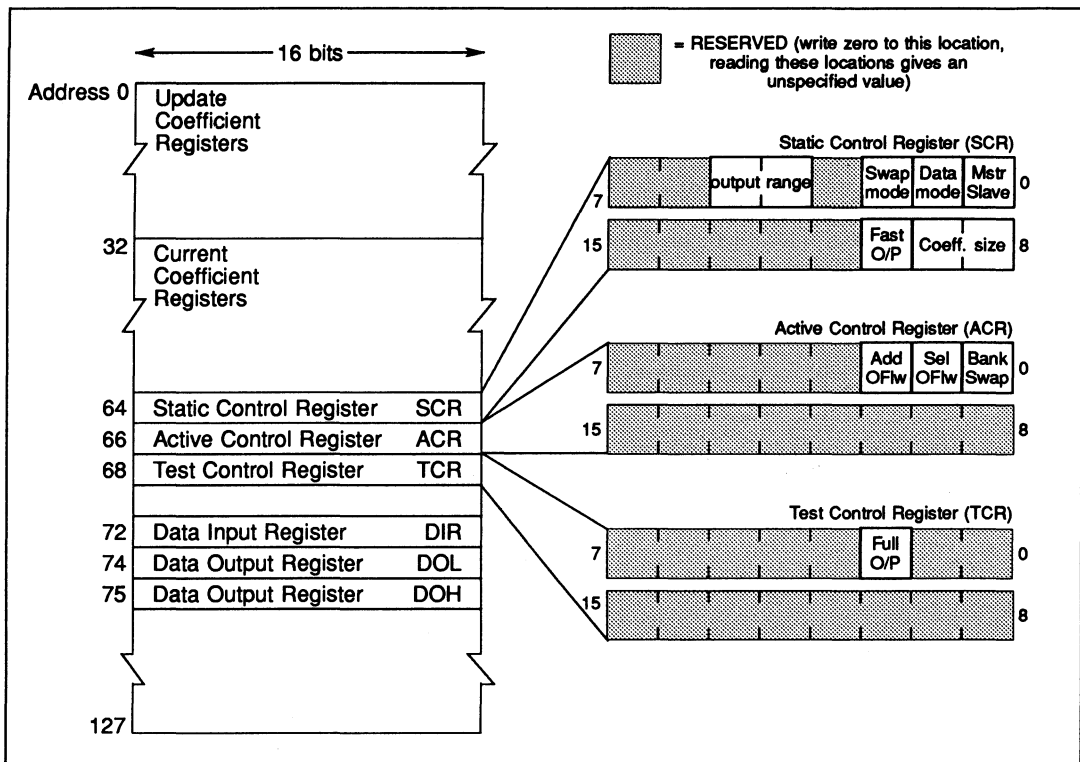 16 bits
= RESERVED (write zero to this location,
reading these locations gives an
unspecified value)
Address 0
Update
Coefficient
Registers
32
Current
Coefficient
Registers
64 Static Control Register SCR
66 Active Control Register ACR
68 Test Control Register TCR
72 Data Input Register DIR
74 Data Output Register DOL
75 Data Output Register DOH
127
Static Control Register (SCR)
7 output range Swap mode Data mode Mstr Slave 0
15 Fast O/P Coeff. size 8
Active Control Register (ACR)
7 Add OFlw Sel OFlw Bank Swap 0
15 8
Test Control Register (TCR)
7 Full O/P 0
15 8